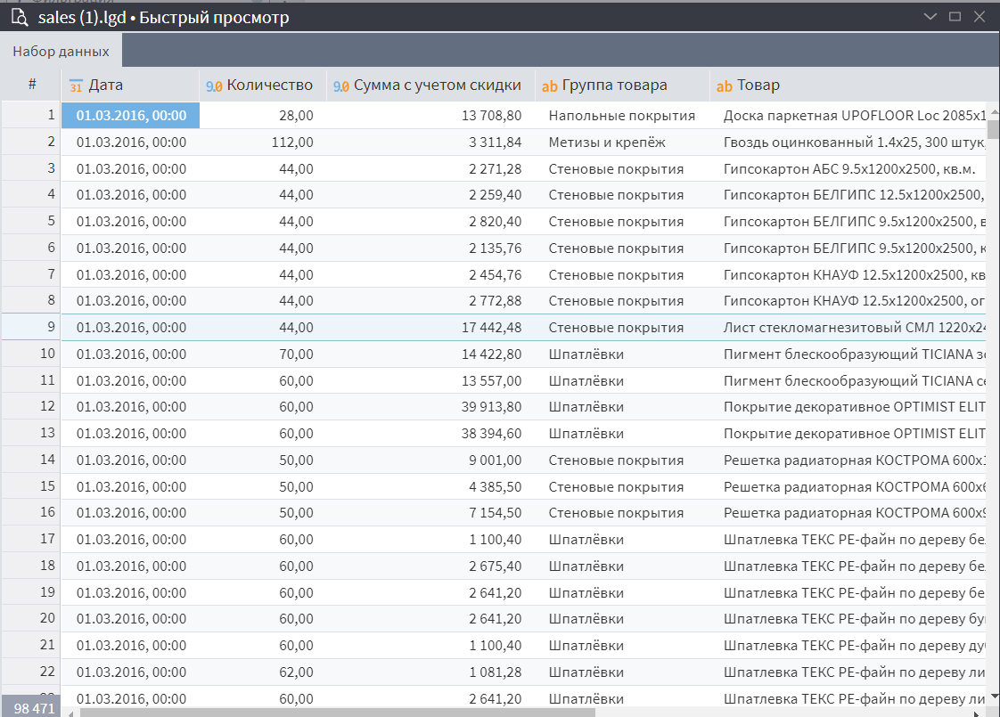 sales (1).lgd • Быстрый просмотр
Набор данных
# 31 Дата 9.0 Количество 9.0 Сумма с учетом скидки ab Группа товара ab Товар
1 01.03.2016, 00:00 28,00 13 708,80 Напольные покрытия Доска паркетная UPOFLOOR Loc 2085x1
2 01.03.2016, 00:00 112,00 3 311,84 Метизы и крепёж Гвоздь оцинкованный 1.4x25, 300 штук,
3 01.03.2016, 00:00 44,00 2 271,28 Стеновые покрытия Гипсокартон АБС 9.5x1200x2500, кв.м.
4 01.03.2016, 00:00 44,00 2 259,40 Стеновые покрытия Гипсокартон БЕЛГИПС 12.5x1200x2500,
5 01.03.2016, 00:00 44,00 2 820,40 Стеновые покрытия Гипсокартон БЕЛГИПС 9.5x1200x2500, в
6 01.03.2016, 00:00 44,00 2 135,76 Стеновые покрытия Гипсокартон БЕЛГИПС 9.5x1200x2500, к
7 01.03.2016, 00:00 44,00 2 454,76 Стеновые покрытия Гипсокартон КНАУФ 12.5x1200x2500, кв
8 01.03.2016, 00:00 44,00 2 772,88 Стеновые покрытия Гипсокартон КНАУФ 12.5x1200x2500, ог
9 01.03.2016, 00:00 44,00 17 442,48 Стеновые покрытия Лист стекломагнезитовый СМЛ 1220x24
10 01.03.2016, 00:00 70,00 14 422,80 Шпатлёвки Пигмент блескообразующий TICIANA зо
11 01.03.2016, 00:00 60,00 13 557,00 Шпатлёвки Пигмент блескообразующий TICIANA се
12 01.03.2016, 00:00 60,00 39 913,80 Шпатлёвки Покрытие декоративное OPTIMIST ELIT
13 01.03.2016, 00:00 60,00 38 394,60 Шпатлёвки Покрытие декоративное OPTIMIST ELIT
14 01.03.2016, 00:00 50,00 9 001,00 Стеновые покрытия Решетка радиаторная КОСТРОМА 600x1
15 01.03.2016, 00:00 50,00 4 385,50 Стеновые покрытия Решетка радиаторная КОСТРОМА 600x6
16 01.03.2016, 00:00 50,00 7 154,50 Стеновые покрытия Решетка радиаторная КОСТРОМА 600x9
17 01.03.2016, 00:00 60,00 1 100,40 Шпатлёвки Шпатлевка ТЕКС РЕ-файн по дереву бе
18 01.03.2016, 00:00 60,00 2 675,40 Шпатлёвки Шпатлевка ТЕКС РЕ-файн по дереву бе
19 01.03.2016, 00:00 60,00 2 641,20 Шпатлёвки Шпатлевка ТЕКС РЕ-файн по дереву бе
20 01.03.2016, 00:00 60,00 2 641,20 Шпатлёвки Шпатлевка ТЕКС РЕ-файн по дереву бу
21 01.03.2016, 00:00 60,00 1 100,40 Шпатлёвки Шпатлевка ТЕКС РЕ-файн по дереву ду
22 01.03.2016, 00:00 62,00 1 081,28 Шпатлёвки Шпатлевка ТЕКС РЕ-файн по дереву ли
01.03.2016, 00:00 60,00 2 641,20 Шпатлёвки Шпатлевка ТЕКС РЕ-файн по дереву ли
98 471